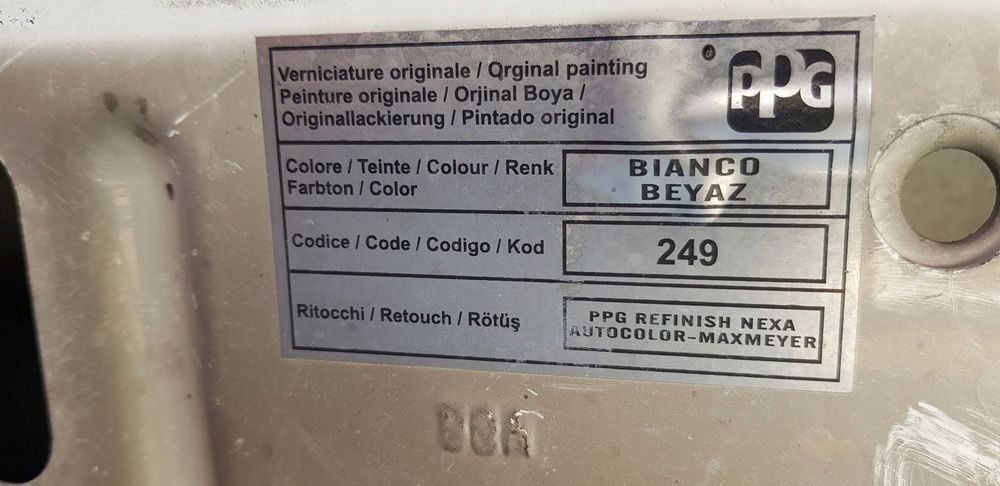 Verniciature originale / Qrginal painting
Peinture originale / Orjinal Boya /
Originallackierung / Pintado original
PPG
Colore / Teinte / Colour / Renk
Farbton / Color
BIANCO
BEYAZ
Codice / Code / Codigo / Kod
249
Ritocchi / Retouch / Rötüş
PPG REFINISH NEXA
AUTOCOLOR-MAXMEYER